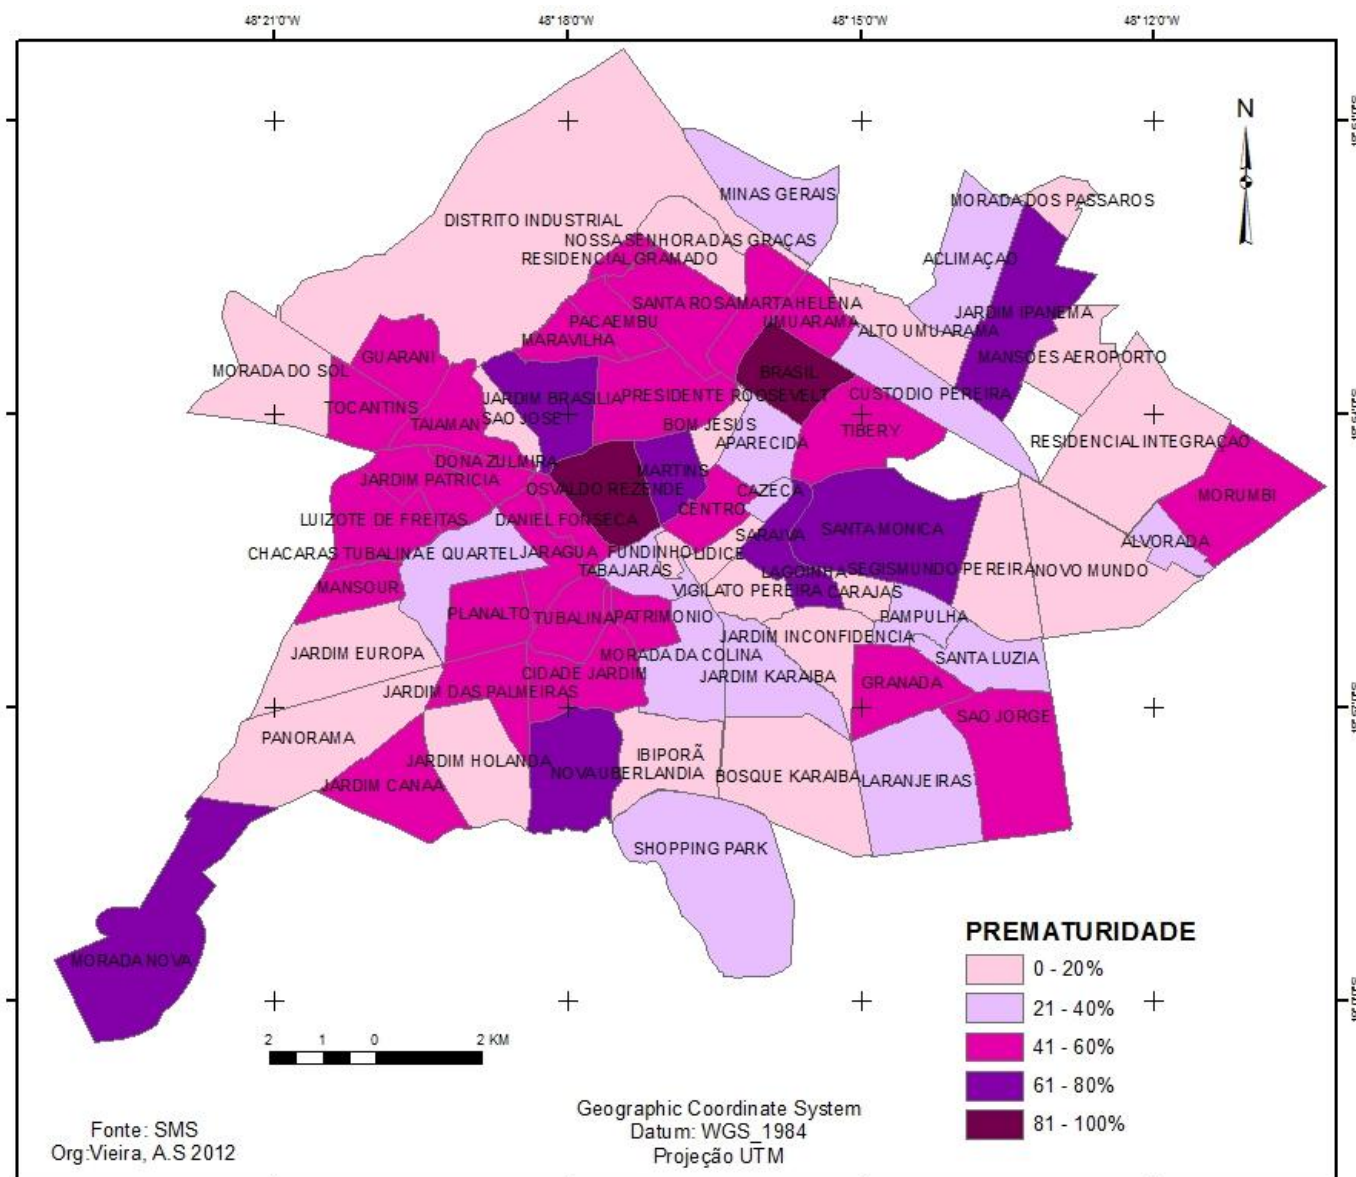 48°21'0"W 48°18'0"W 48°15'0"W 48°12'0"W
N
MINAS GERAIS
MORADA DOS PASSAROS
DISTRITO INDUSTRIAL
NOSSA SENHORA DAS GRAÇAS
RESIDENCIAL GRAMADO
ACLIMAÇAO
SANTA ROSA
MARTA HELENA
JARDIM IPANEMA
PACAEMBU
UMUARAMA
ALTO UMUARAMA
MARAVILHA
GUARANI
MANSOES AEROPORTO
MORADA DO SOL
BRASIL
JARDIM BRASILIA
PRESIDENTE ROOSEVELT
CUSTODIO PEREIRA
TOCANTINS
SAO JOSE
TAIAMAN
BOM JESUS
TIBERY
APARECIDA
RESIDENCIAL INTEGRAÇAO
DONA ZULMIRA
MARTINS
JARDIM PATRICIA
OSVALDO REZENDE
CAZECA
MORUMBI
CENTRO
LUIZOTE DE FREITAS
DANIEL FONSECA
SANTA MONICA
SARAIVA
ALVORADA
CHACARAS TUBALINA E QUARTEL
JARAGUA
FUNDINHO
LIDICE
TABAJARAS
LAGOINHA
SEGISMUNDO PEREIRA
NOVO MUNDO
MANSOUR
VIGILATO PEREIRA
CARAJAS
PLANALTO
TUBALINA
PATRIMONIO
PAMPULHA
JARDIM INCONFIDENCIA
JARDIM EUROPA
MORADA DA COLINA
SANTA LUZIA
CIDADE JARDIM
JARDIM KARAIBA
GRANADA
JARDIM DAS PALMEIRAS
SAO JORGE
PANORAMA
IBIPORÃ
JARDIM HOLANDA
NOVA UBERLANDIA
BOSQUE KARAIBA
LARANJEIRAS
JARDIM CANAA
SHOPPING PARK
MORADA NOVA
PREMATURIDADE
0 - 20%
21 - 40%
41 - 60%
61 - 80%
81 - 100%
2 1 0 2 KM
Geographic Coordinate System
Datum: WGS_1984
Projeção UTM
Fonte: SMS
Org:Vieira, A.S 2012